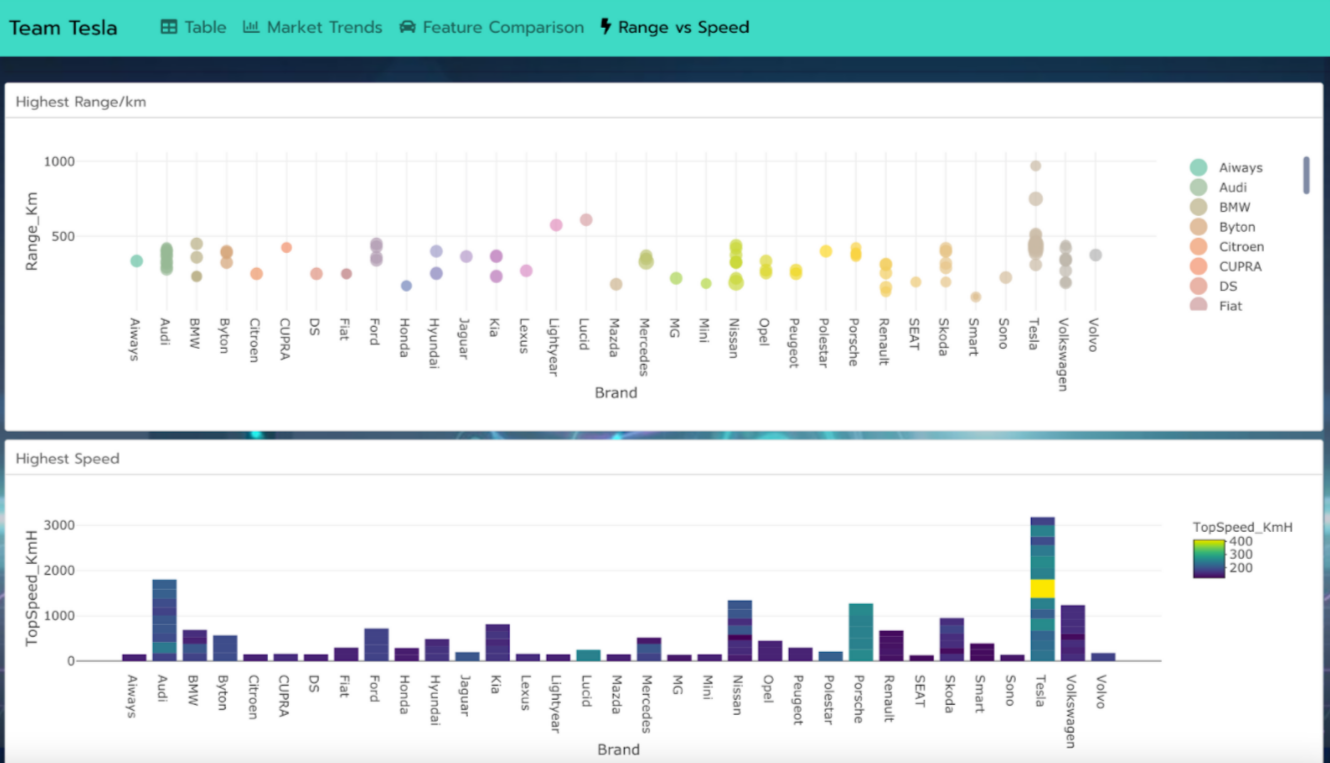 Team Tesla Table Market Trends Feature Comparison Range vs Speed
Highest Range/km
1000
500
Range_Km
Aiways Audi BMW Byton Citroen CUPRA DS Fiat Ford Honda Hyundai Jaguar Kia Lexus Lightyear Lucid Mazda Mercedes MG Mini Nissan Opel Peugeot Polestar Porsche Renault SEAT Skoda Smart Sono Tesla Volkswagen Volvo
Brand
Aiways
Audi
BMW
Byton
Citroen
CUPRA
DS
Fiat
Highest Speed
3000
2000
1000
0
TopSpeed_KmH
Aiways Audi BMW Byton Citroen CUPRA DS Fiat Ford Honda Hyundai Jaguar Kia Lexus Lightyear Lucid Mazda Mercedes MG Mini Nissan Opel Peugeot Polestar Porsche Renault SEAT Skoda Smart Sono Tesla Volkswagen Volvo
Brand
TopSpeed_KmH
400
300
200